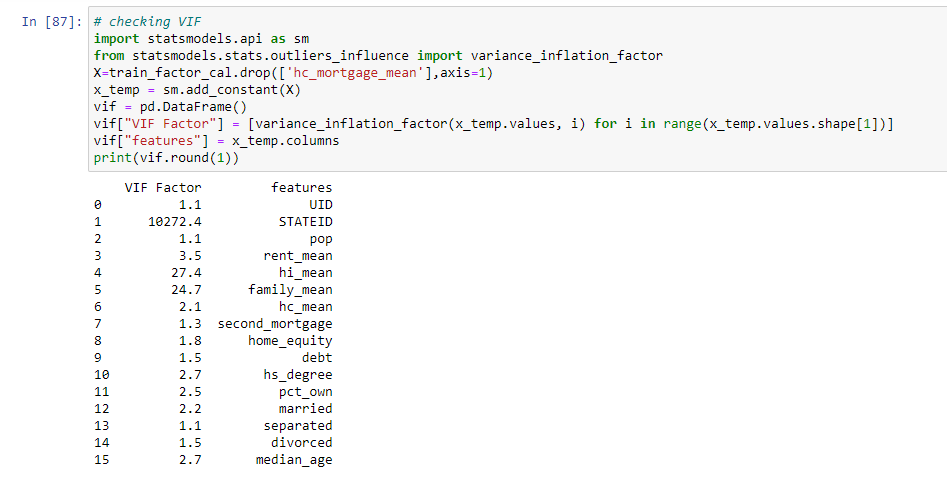 In [87]: # checking VIF
import statsmodels.api as sm
from statsmodels.stats.outliers_influence import variance_inflation_factor
X=train_factor_cal.drop(['hc_mortgage_mean'],axis=1)
x_temp = sm.add_constant(X)
vif = pd.DataFrame()
vif["VIF Factor"] = [variance_inflation_factor(x_temp.values, i) for i in range(x_temp.values.shape[1])]
vif["features"] = x_temp.columns
print(vif.round(1))
VIF Factor features
0 1.1 UID
1 10272.4 STATEID
2 1.1 pop
3 3.5 rent_mean
4 27.4 hi_mean
5 24.7 family_mean
6 2.1 hc_mean
7 1.3 second_mortgage
8 1.8 home_equity
9 1.5 debt
10 2.7 hs_degree
11 2.5 pct_own
12 2.2 married
13 1.1 separated
14 1.5 divorced
15 2.7 median_age